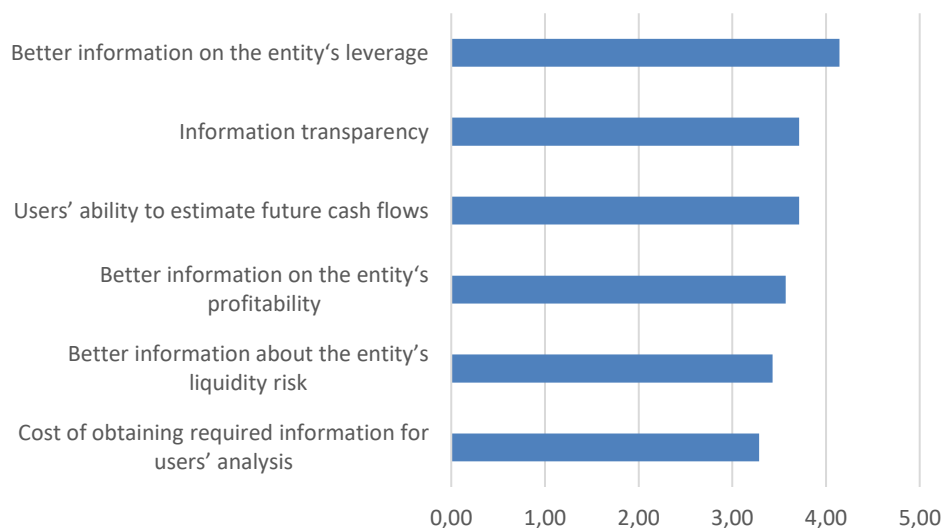 Better information on the entity‘s leverage
Information transparency
Users’ ability to estimate future cash flows
Better information on the entity‘s
profitability
Better information about the entity’s
liquidity risk
Cost of obtaining required information for
users’ analysis
0,00 1,00 2,00 3,00 4,00 5,00